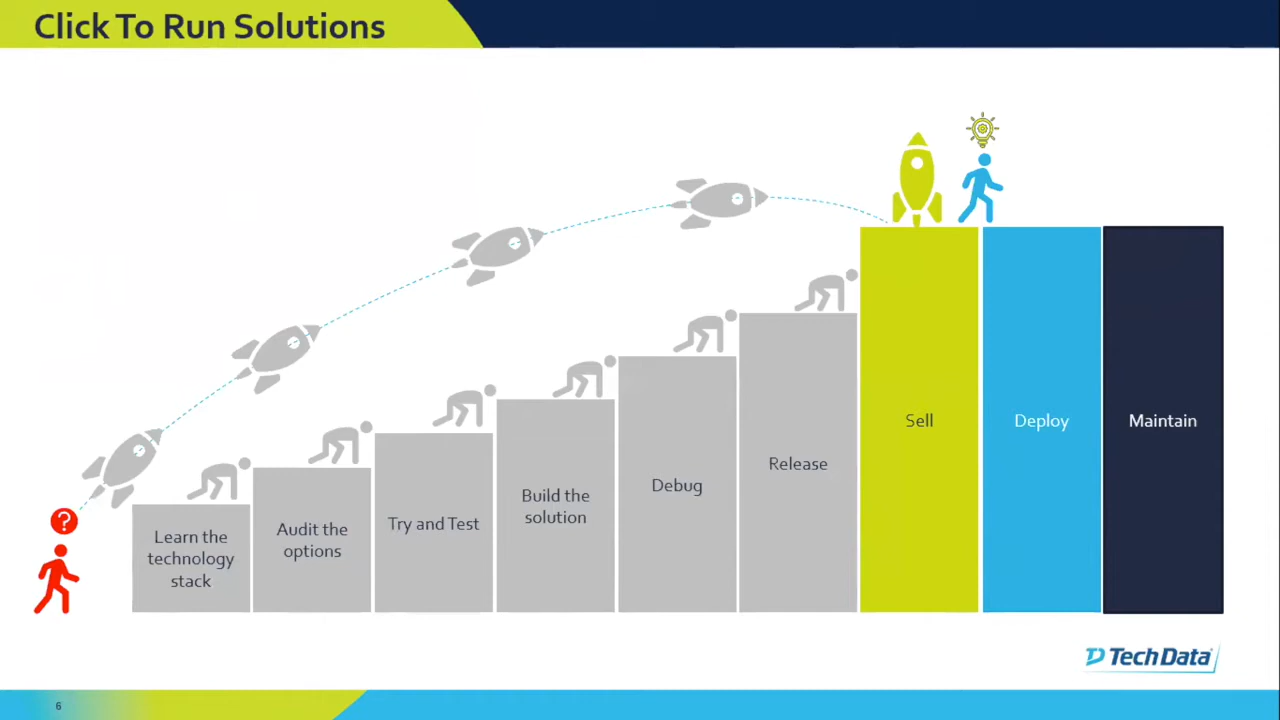 Click To Run Solutions
?
Learn the
technology
stack
Audit the
options
Try and Test
Build the
solution
Debug
Release
Sell
Deploy
Maintain
Tech Data
6